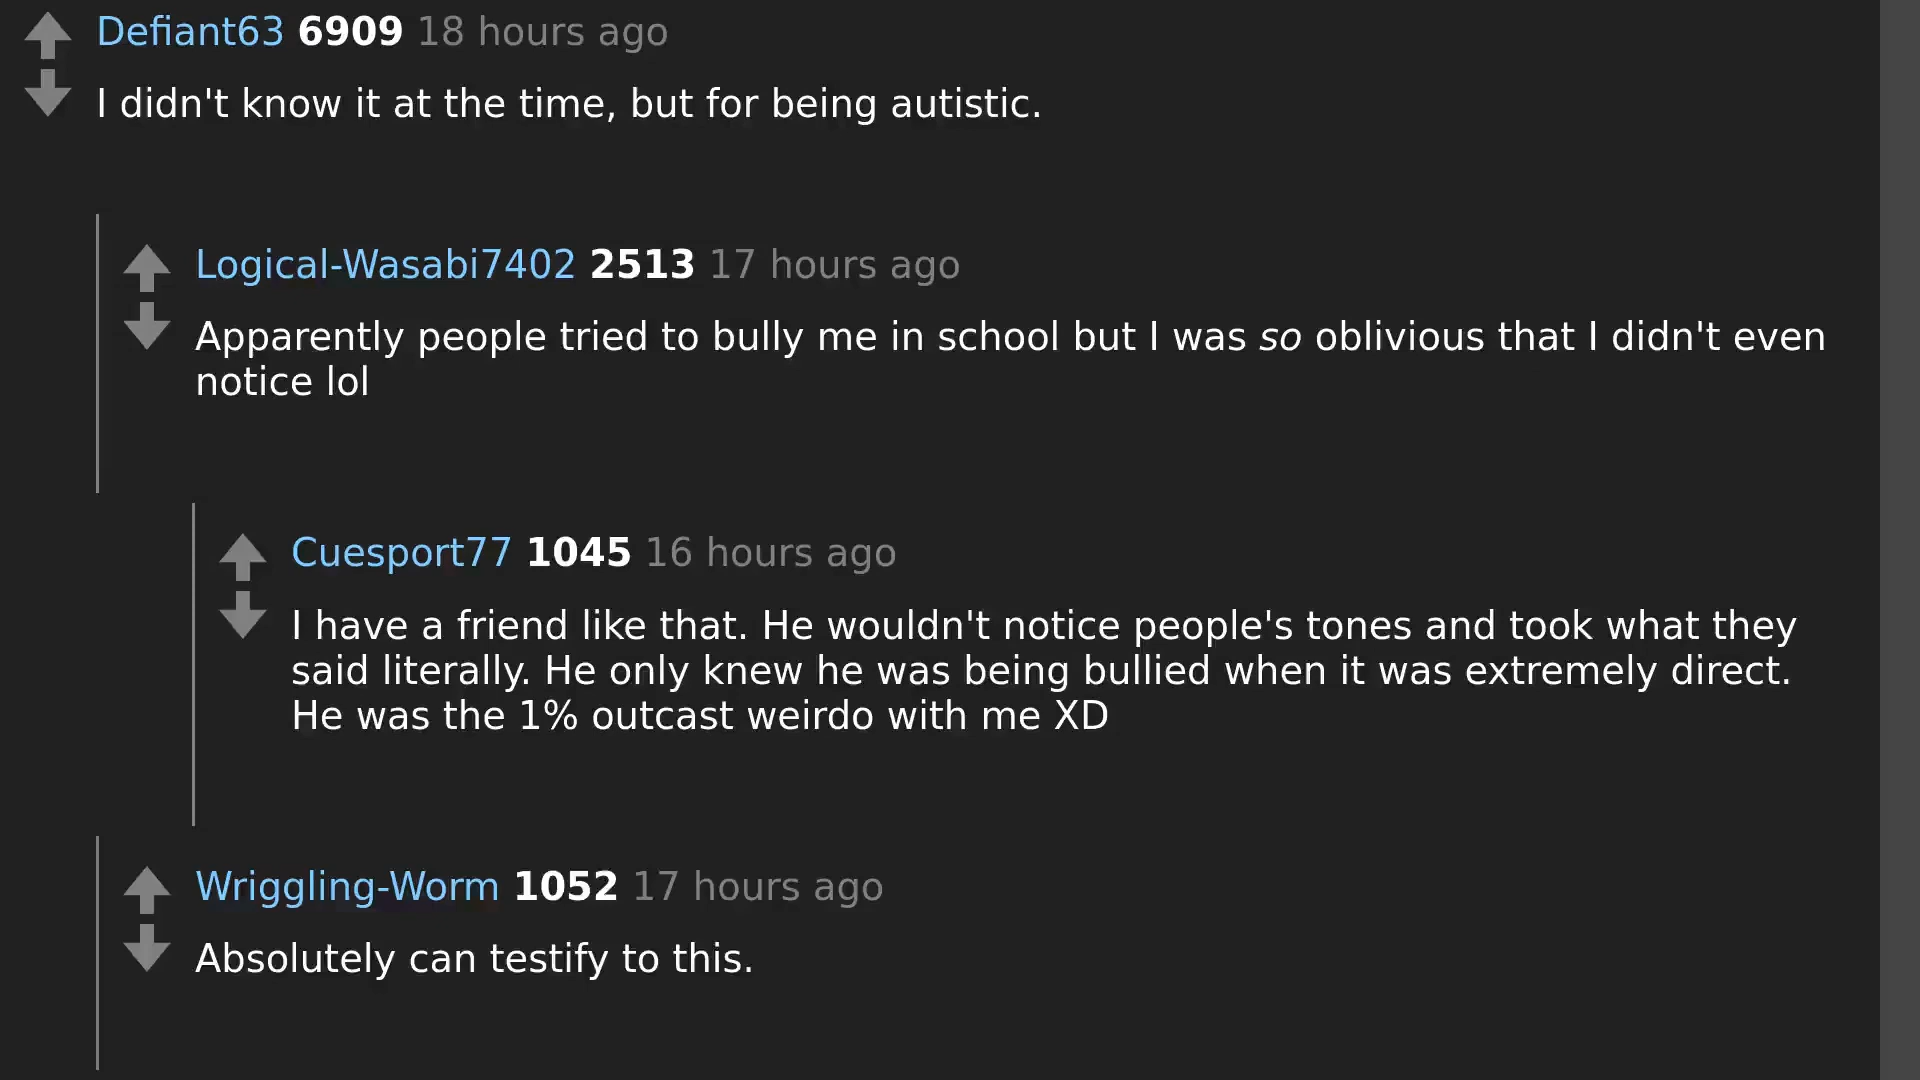 Defiant63 6909 18 hours ago
I didn't know it at the time, but for being autistic.
Logical-Wasabi7402 2513 17 hours ago
Apparently people tried to bully me in school but I was so oblivious that I didn't even
notice lol
Cuesport77 1045 16 hours ago
I have a friend like that. He wouldn't notice people's tones and took what they
said literally. He only knew he was being bullied when it was extremely direct.
He was the 1% outcast weirdo with me XD
Wriggling-Worm 1052 17 hours ago
Absolutely can testify to this.